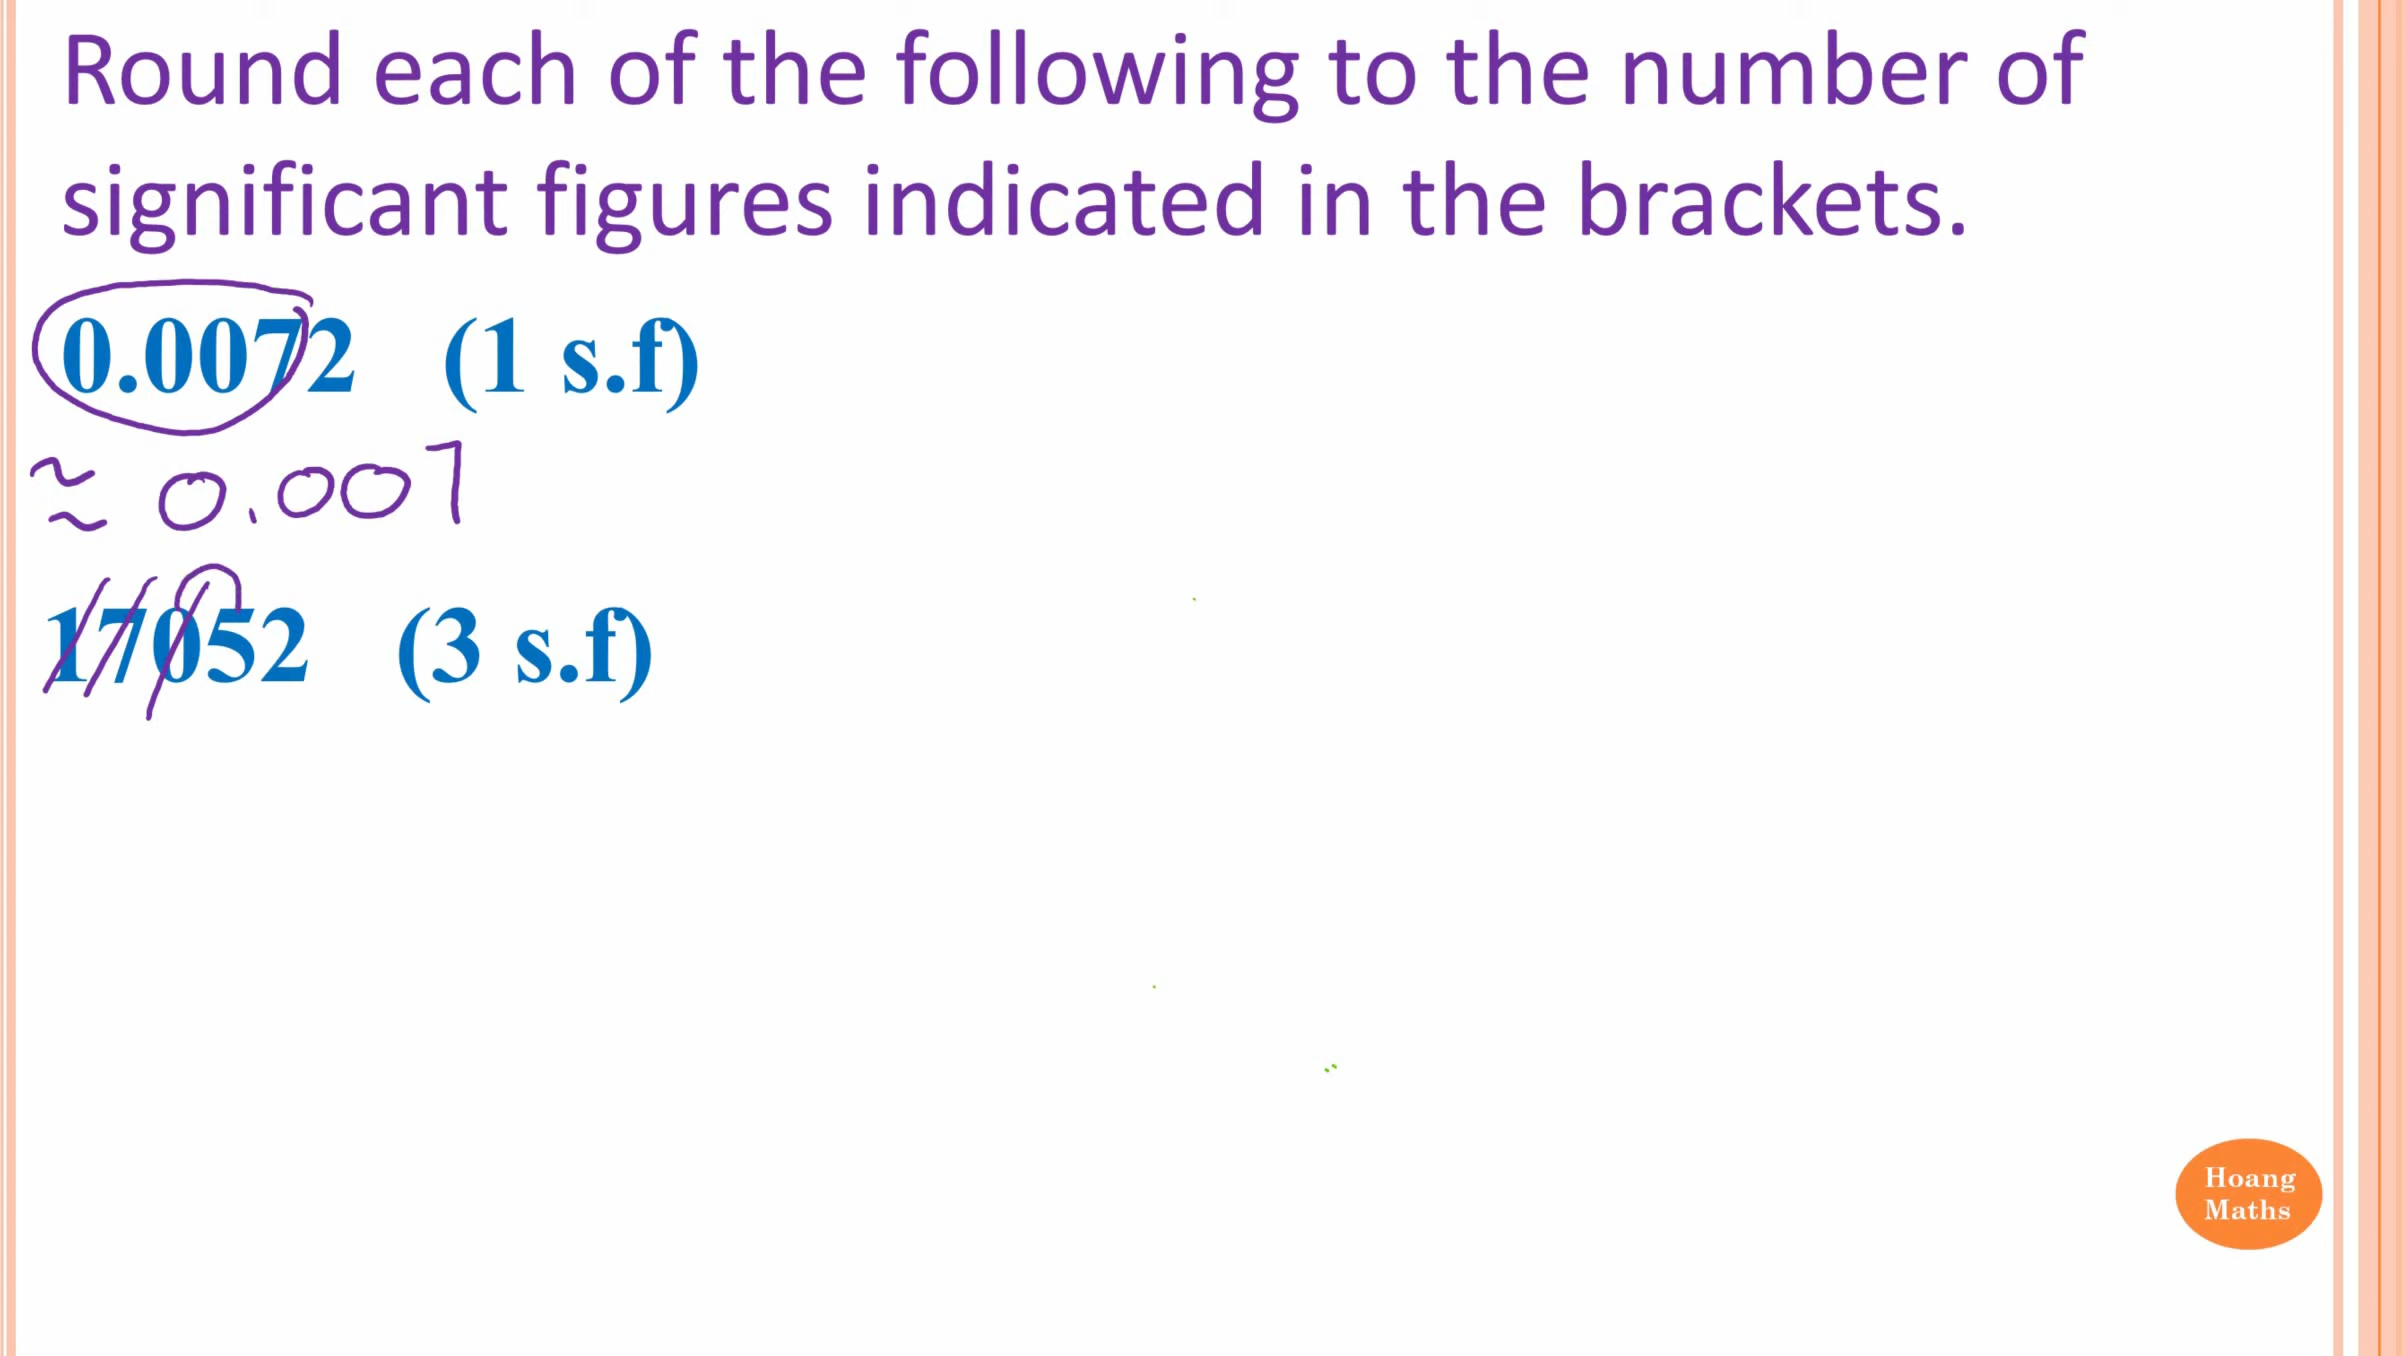 Round each of the following to the number of
significant figures indicated in the brackets.
0.0072 (1 s.f)
≈ 0.007
17052 (3 s.f)
Hoang
Maths